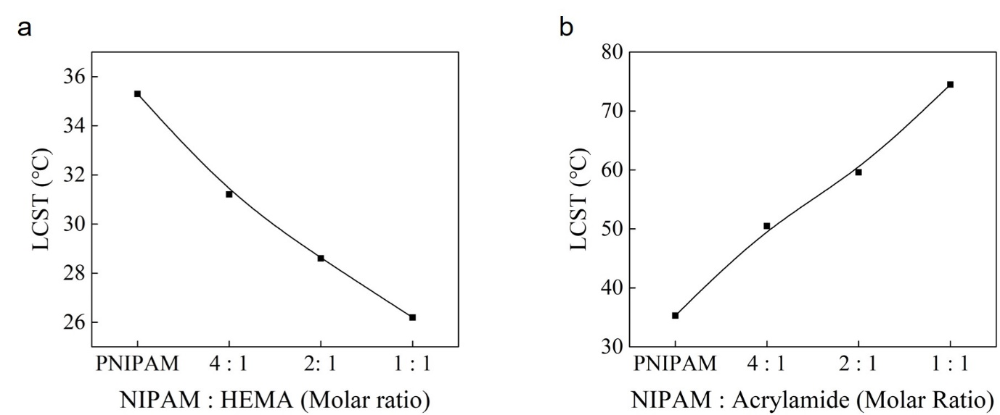 a
36
34
32
30
28
26
LCST (°C)
PNIPAM 4 : 1 2: 1 1 : 1
NIPAM : HEMA (Molar ratio)
b
80
70
60
50
40
30
LCST (°C)
PNIPAM 4 : 1 2 : 1 1 : 1
NIPAM : Acrylamide (Molar Ratio)